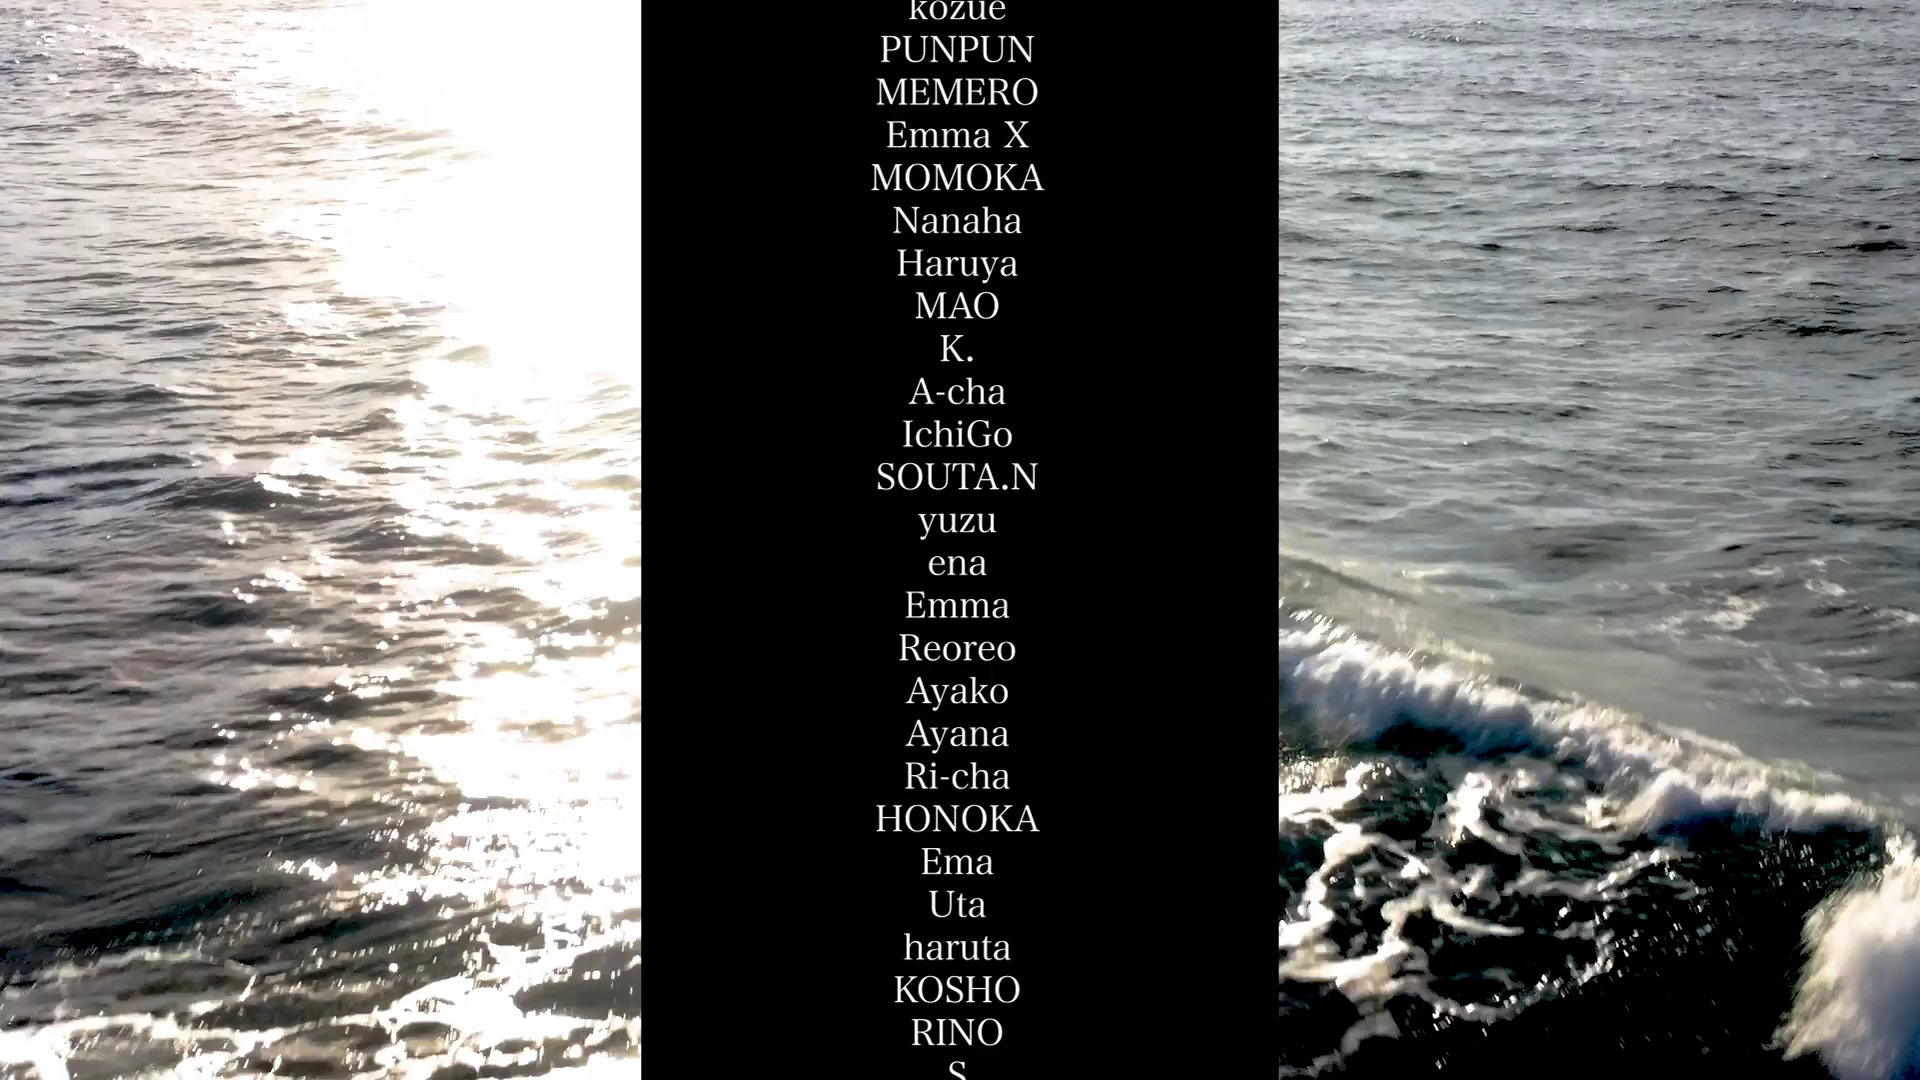 kozue
PUNPUN
MEMERO
Emma X
MOMOKA
Nanaha
Haruya
MAO
K.
A-cha
IchiGo
SOUTA.N
yuzu
ena
Emma
Reoreo
Ayako
Ayana
Ri-cha
HONOKA
Ema
Uta
haruta
KOSHO
RINO